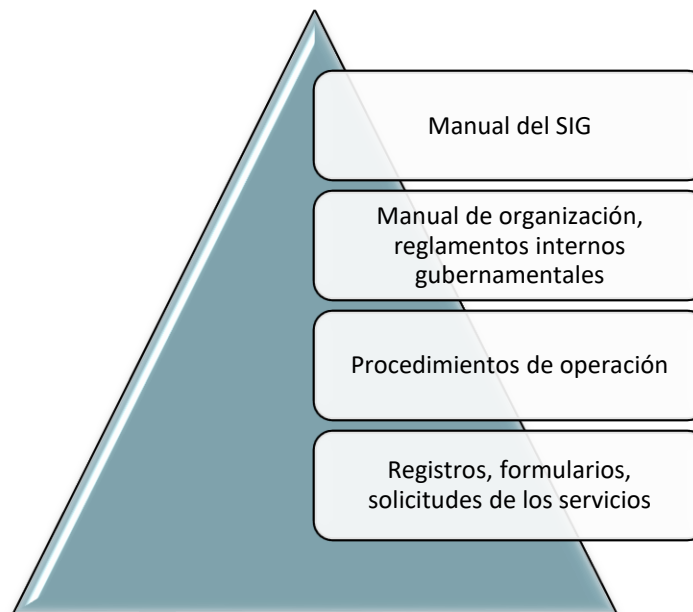 Manual del SIG
Manual de organización,
reglamentos internos
gubernamentales
Procedimientos de operación
Registros, formularios,
solicitudes de los servicios